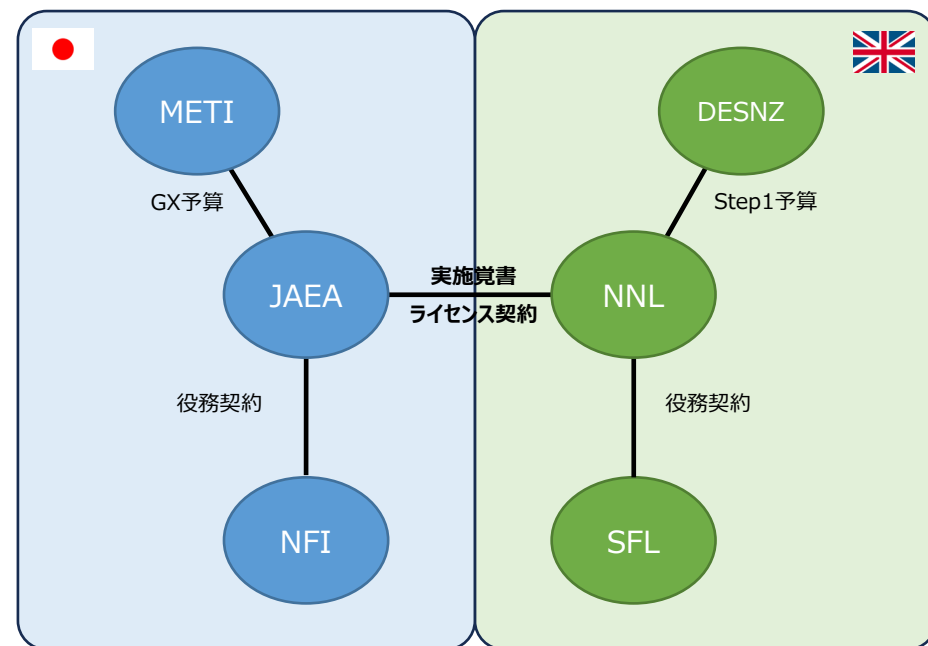 METI
DESNZ
GX予算
Step1予算
JAEA
実施覚書
ライセンス契約
NNL
役務契約
役務契約
NFI
SFL